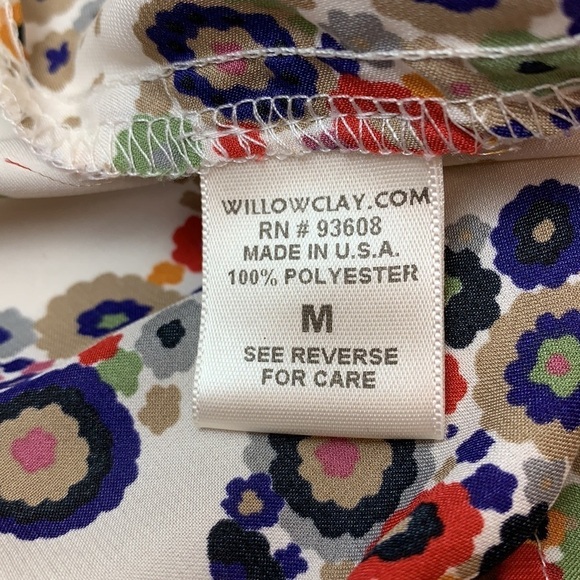 WILLOWCLAY.COM
RN # 93608
MADE IN U.S.A.
100% POLYESTER
M
SEE REVERSE
FOR CARE